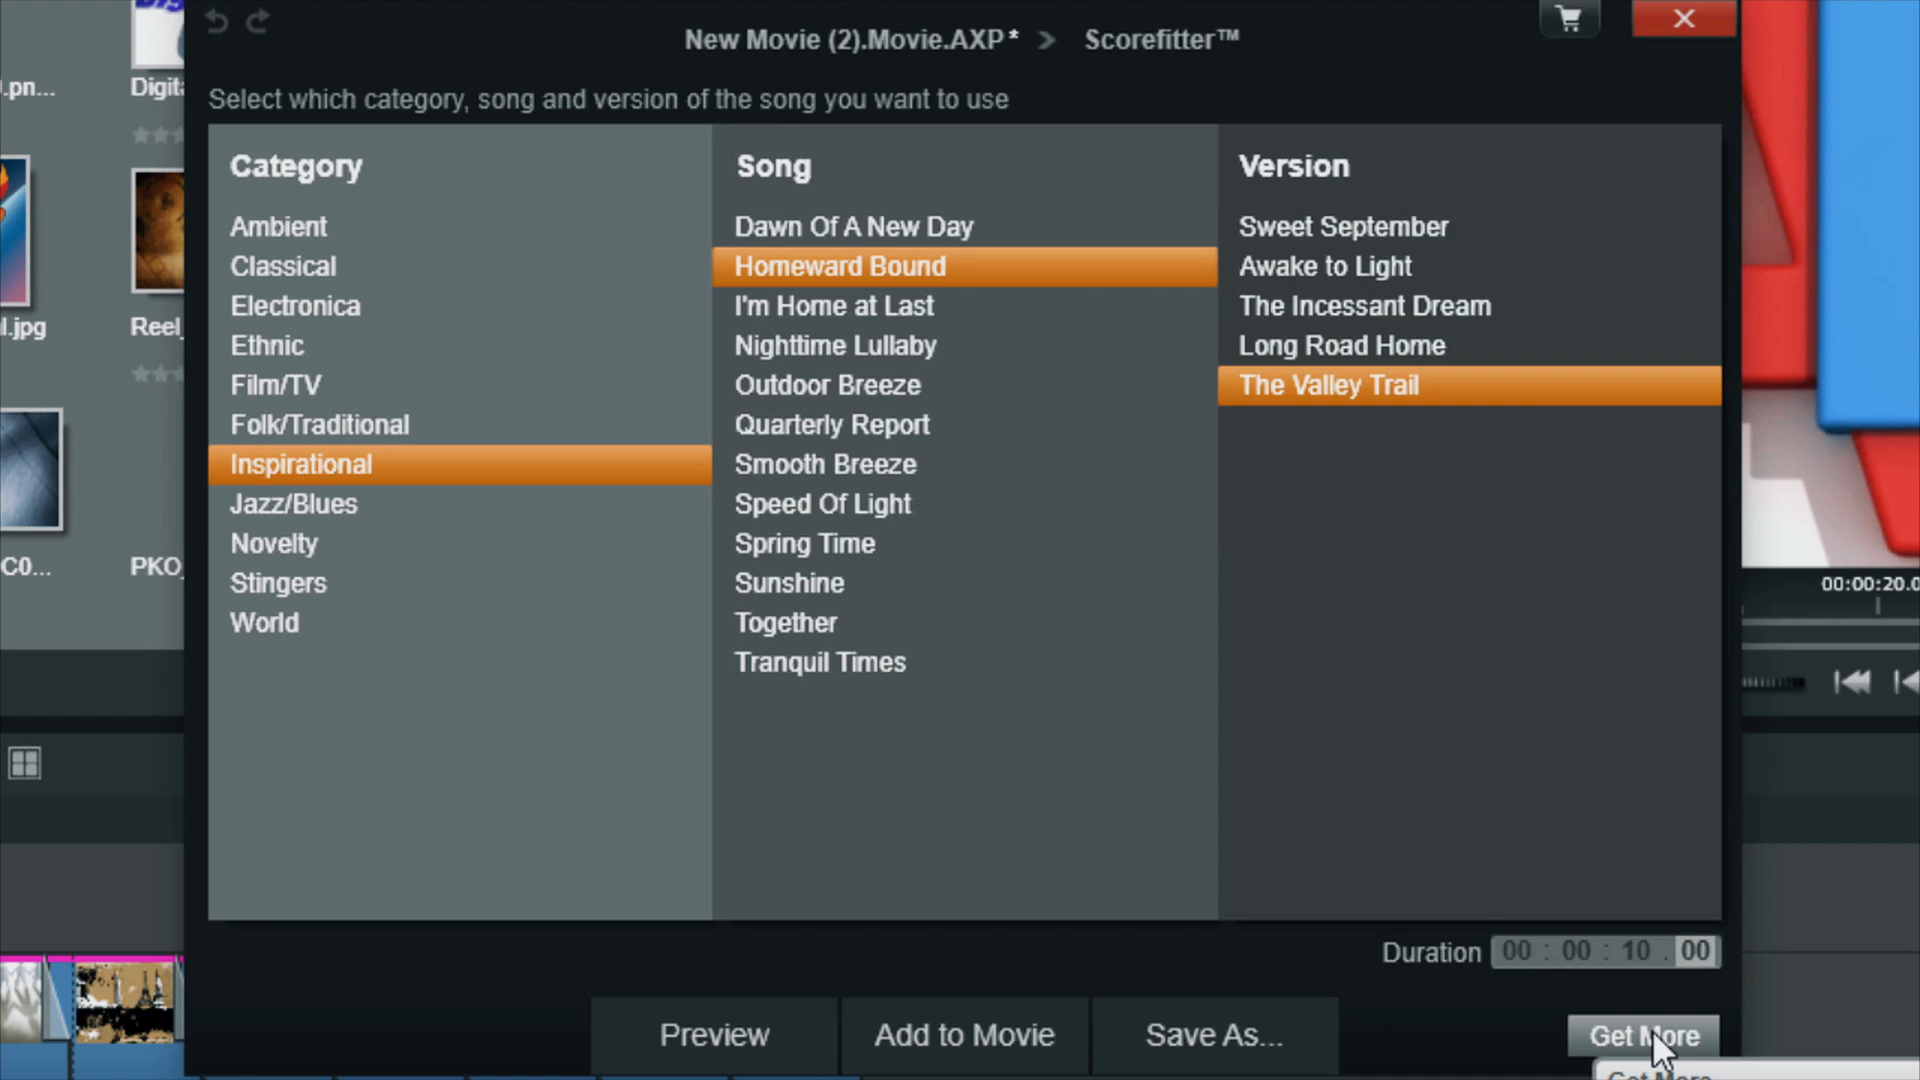 New Movie (2).Movie.AXP* > Scorefitter™
Select which category, song and version of the song you want to use
Category
Ambient
Classical
Electronica
Ethnic
Film/TV
Folk/Traditional
Inspirational
Jazz/Blues
Novelty
Stingers
World
Song
Dawn Of A New Day
Homeward Bound
I'm Home at Last
Nighttime Lullaby
Outdoor Breeze
Quarterly Report
Smooth Breeze
Speed Of Light
Spring Time
Sunshine
Together
Tranquil Times
Version
Sweet September
Awake to Light
The Incessant Dream
Long Road Home
The Valley Trail
Duration 00 : 00 : 10 . 00
Preview
Add to Movie
Save As...
Get More
Get More
.pn...
Digit
l.jpg
Reel_
C0...
PKO_
00:00:20.0